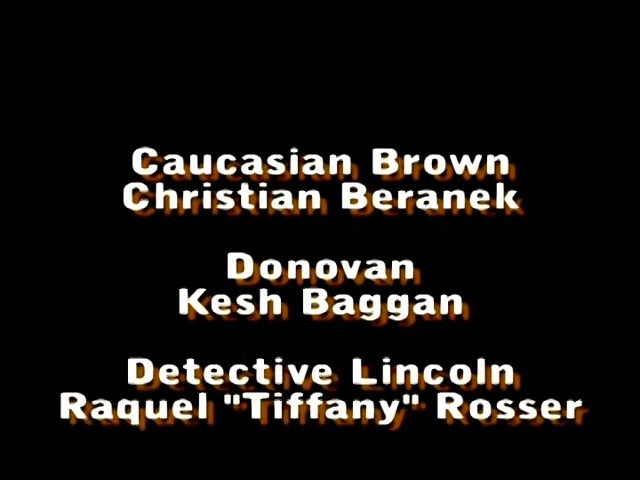 Caucasian Brown
Christian Beranek
Donovan
Kesh Baggan
Detective Lincoln
Raquel "Tiffany" Rosser